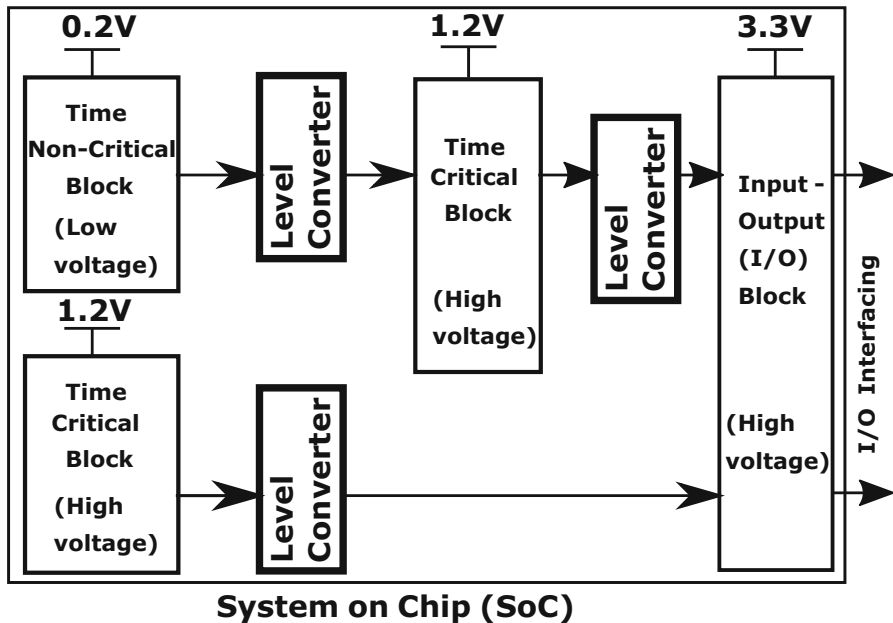 0.2V
Time
Non-Critical
Block
(Low
voltage)
Level
Converter
1.2V
Time
Critical
Block
(High
voltage)
Level
Converter
3.3V
Input -
Output
(I/O)
Block
(High
voltage)
I/O Interfacing
1.2V
Time
Critical
Block
(High
voltage)
Level
Converter
System on Chip (SoC)